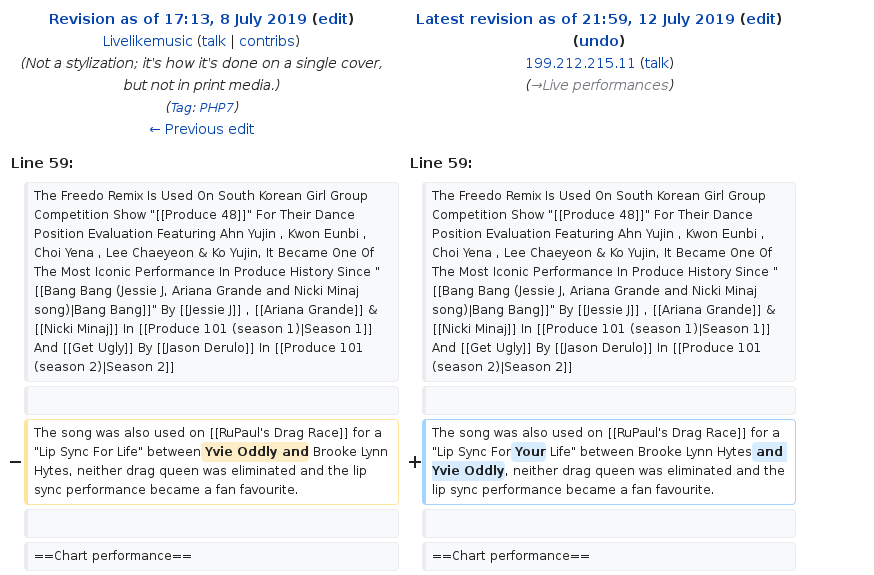 Revision as of 17:13, 8 July 2019 (edit)
Livelikemusic (talk | contribs)
(Not a stylization; it's how it's done on a single cover,
but not in print media.)
(Tag: PHP7)
← Previous edit
Latest revision as of 21:59, 12 July 2019 (edit)
(undo)
199.212.215.11 (talk)
(→Live performances)
Line 59:
The Freedo Remix Is Used On South Korean Girl Group
Competition Show "[[Produce 48]]" For Their Dance
Position Evaluation Featuring Ahn Yujin , Kwon Eunbi ,
Choi Yena , Lee Chaeyeon & Ko Yujin, It Became One Of
The Most Iconic Performance In Produce History Since "
[[Bang Bang (Jessie J, Ariana Grande and Nicki Minaj
song)|Bang Bang]]" By [[Jessie J]] , [[Ariana Grande]] &
[[Nicki Minaj]] In [[Produce 101 (season 1)|Season 1]]
And [[Get Ugly]] By [[Jason Derulo]] In [[Produce 101
(season 2)|Season 2]]
− The song was also used on [[RuPaul's Drag Race]] for a
"Lip Sync For Life" between Yvie Oddly and Brooke Lynn
Hytes, neither drag queen was eliminated and the lip
sync performance became a fan favourite.
==Chart performance==
Line 59:
The Freedo Remix Is Used On South Korean Girl Group
Competition Show "[[Produce 48]]" For Their Dance
Position Evaluation Featuring Ahn Yujin , Kwon Eunbi ,
Choi Yena , Lee Chaeyeon & Ko Yujin, It Became One Of
The Most Iconic Performance In Produce History Since "
[[Bang Bang (Jessie J, Ariana Grande and Nicki Minaj
song)|Bang Bang]]" By [[Jessie J]] , [[Ariana Grande]] &
[[Nicki Minaj]] In [[Produce 101 (season 1)|Season 1]]
And [[Get Ugly]] By [[Jason Derulo]] In [[Produce 101
(season 2)|Season 2]]
+ The song was also used on [[RuPaul's Drag Race]] for a
"Lip Sync For Your Life" between Brooke Lynn Hytes and
Yvie Oddly, neither drag queen was eliminated and the
lip sync performance became a fan favourite.
==Chart performance==